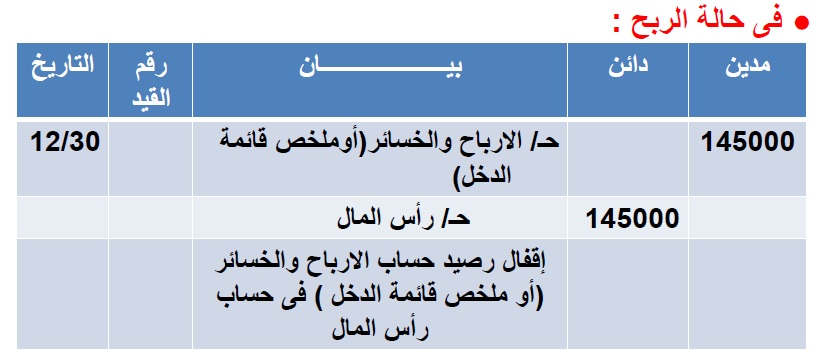 • فى حالة الربح :
مدين دائن بيـــــــــــــــان رقم القيد التاريخ
145000 حـ/ الارباح والخسائر(أوملخص قائمة 12/30
الدخل)
145000 حـ/ رأس المال
إقفال رصيد حساب الارباح والخسائر
(أو ملخص قائمة الدخل ) فى حساب
رأس المال